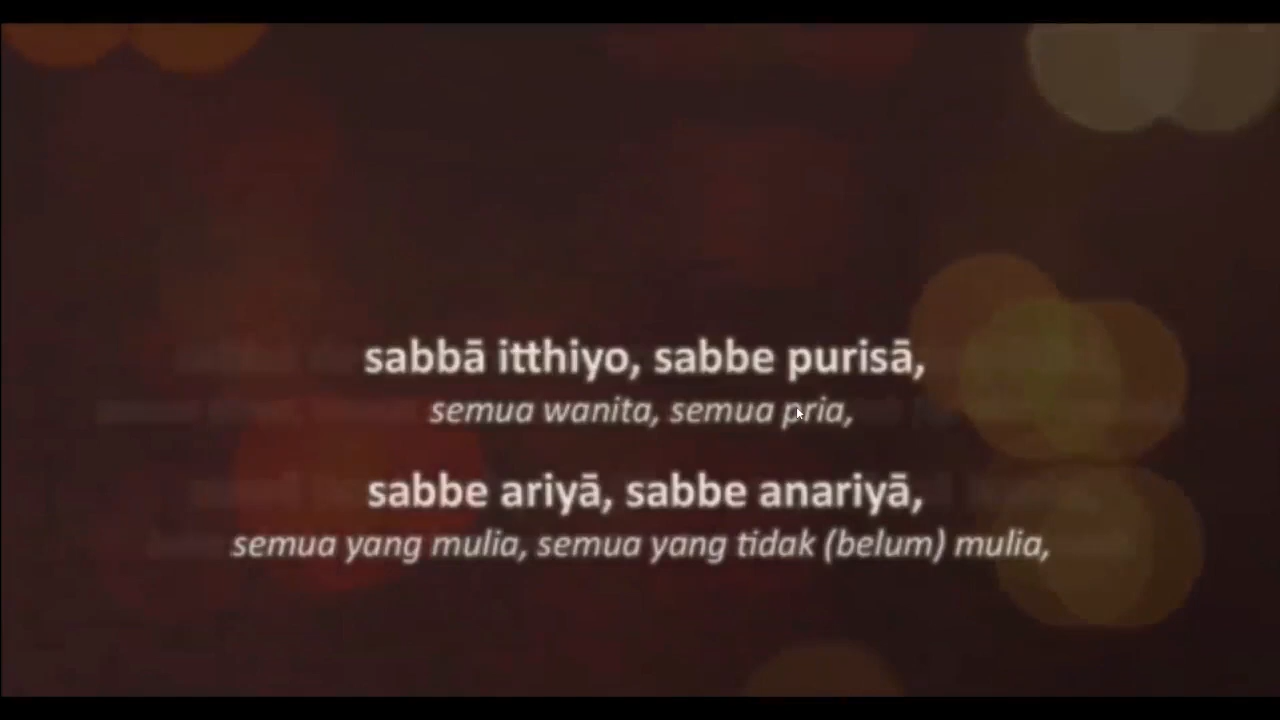 sabbā itthiyo, sabbe purisā,
semua wanita, semua pria,
sabbe ariyā, sabbe anariyā,
semua yang mulia, semua yang tidak (belum) mulia,